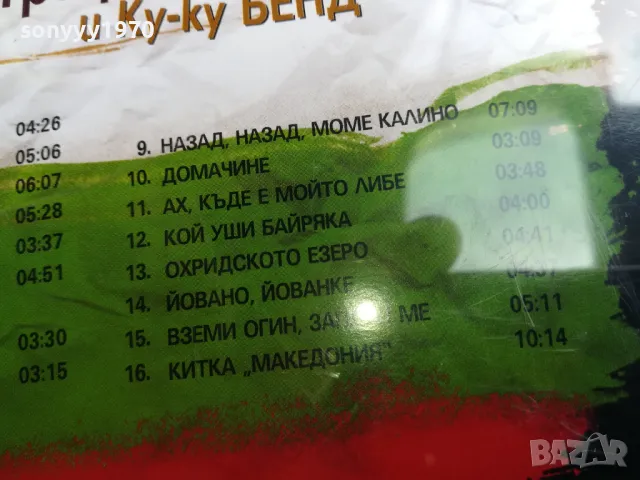 sonyyy1970
и Ку-ку БЕНД
04:26
05:06
06:07
05:28
03:37
04:51
03:30
03:15
9. НАЗАД, НАЗАД, МОМЕ КАЛИНО 07:09
10. ДОМАЧИНЕ 03:09
11. АХ, КЪДЕ Е МОЙТО ЛИБЕ 03:48
12. КОЙ УШИ БАЙРЯКА 04:00
13. ОХРИДСКОТО ЕЗЕРО 04:41
14. ЙОВАНО, ЙОВАНКЕ
15. ВЗЕМИ ОГИН, МЕ 05:11
16. КИТКА „МАКЕДОНИЯ" 10:14
BAZAR